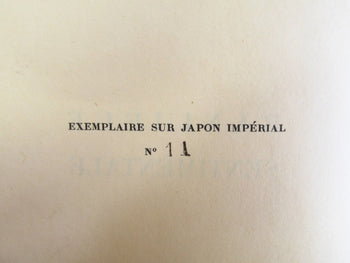 EXEMPLAIRE SUR JAPON IMPÉRIAL
Nº 11